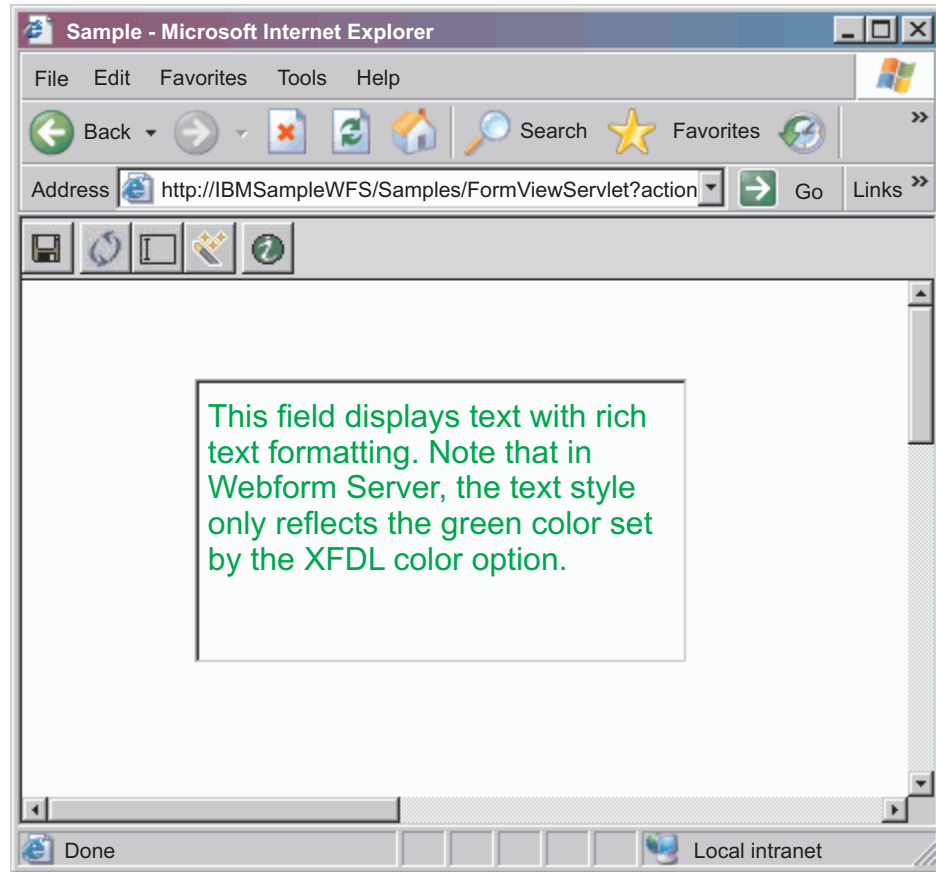 Sample - Microsoft Internet Explorer
File Edit Favorites Tools Help
Back Search Favorites »
Address http://IBMSampleWFS/Samples/FormViewServlet?action Go Links »
This field displays text with rich
text formatting. Note that in
Webform Server, the text style
only reflects the green color set
by the XFDL color option.
Done Local intranet